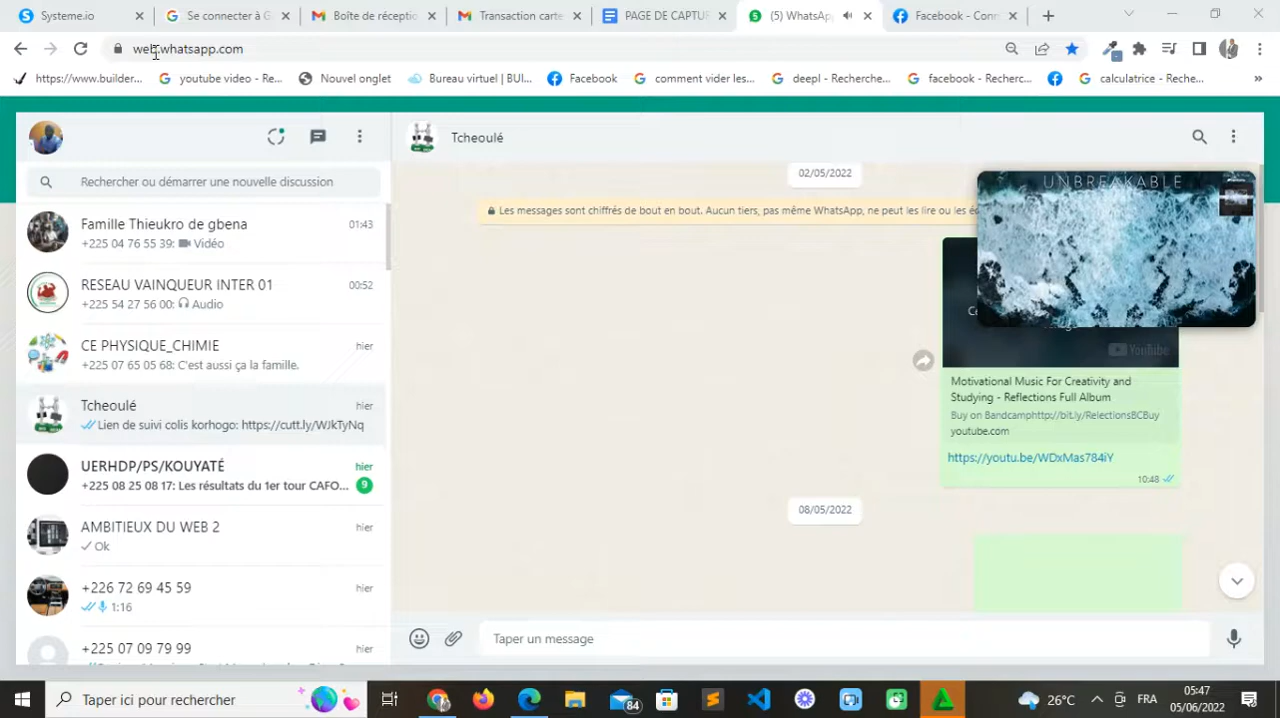 Systeme.io
Se connecter à G
Boîte de réceptio
Transaction carte
PAGE DE CAPTU
(5) WhatsApp
Facebook - Conn
web.whatsapp.com
https://www.builder...
youtube video - Re...
Nouvel onglet
Bureau virtuel | BUI...
Facebook
comment vider les...
deepl - Recherche...
facebook - Recherc...
calculatrice - Reche...
Tcheoulé
Rechercher ou démarrer une nouvelle discussion
Famille Thieukro de gbena 01:43
+225 04 76 55 39: Vidéo
RESEAU VAINQUEUR INTER 01 00:52
+225 54 27 56 00: Audio
CE PHYSIQUE_CHIMIE hier
+225 07 65 05 68: C'est aussi ça la famille.
Tcheoulé hier
Lien de suivi colis korhogo: https://cutt.ly/WJkTyNq
UERHDP/PS/KOUYATÉ hier
+225 08 25 08 17: Les résultats du 1er tour CAFO... 9
AMBITIEUX DU WEB 2 hier
Ok
+226 72 69 45 59 hier
1:16
+225 07 09 79 99 hier
02/05/2022
Les messages sont chiffrés de bout en bout. Aucun tiers, pas même WhatsApp, ne peut les lire ou les éc
UNBREAKABLE
YouTube
Motivational Music For Creativity and
Studying - Reflections Full Album
Buy on Bandcamphttp://bit.ly/RelectionsBCBuy
youtube.com
https://youtu.be/WDxMas784iY
10:48
08/05/2022
Taper un message
Taper ici pour rechercher
84
26°C
FRA
05:47
05/06/2022